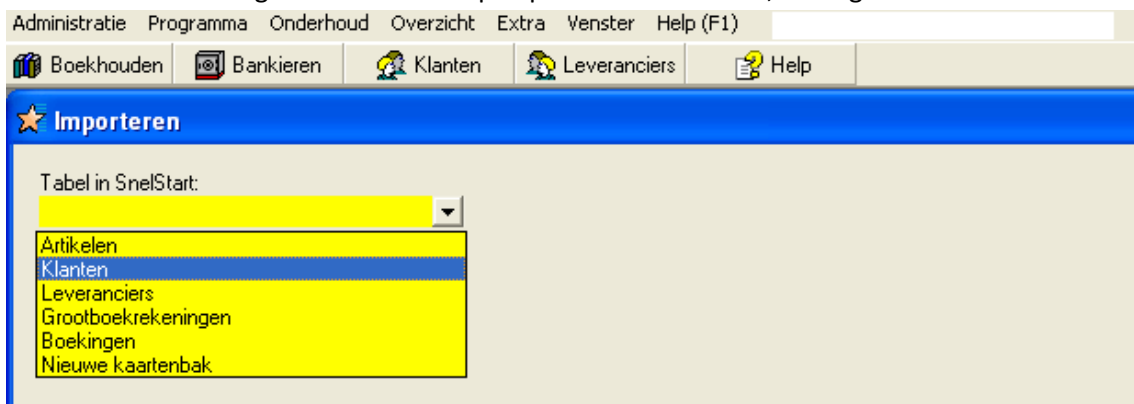 Administratie Programma Onderhoud Overzicht Extra Venster Help (F1)
Boekhouden Bankieren Klanten Leveranciers Help
Importeren
Tabel in SnelStart:
Artikelen
Klanten
Leveranciers
Grootboekrekeningen
Boekingen
Nieuwe kaartenbak